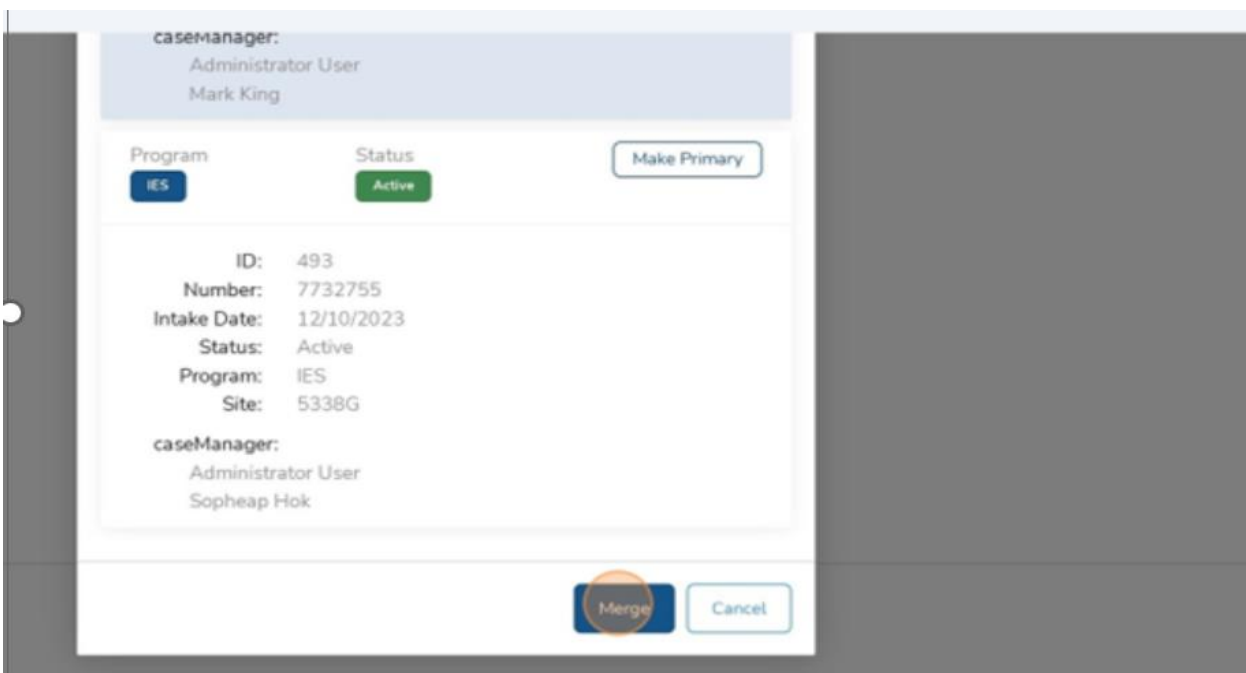 caseManager:
Administrator User
Mark King
Program Status Make Primary
IES Active
ID: 493
Number: 7732755
Intake Date: 12/10/2023
Status: Active
Program: IES
Site: 5338G
caseManager:
Administrator User
Sopheap Hok
Merge Cancel